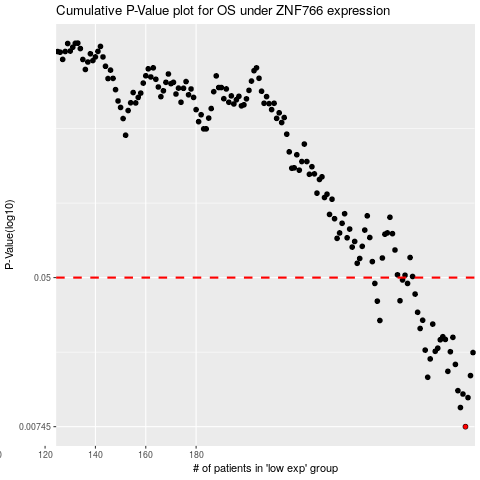 Cumulative P-Value plot for OS under ZNF766 expression
P-Value(log10)
0.05
0.00745
0 120 140 160 180
# of patients in 'low exp' group